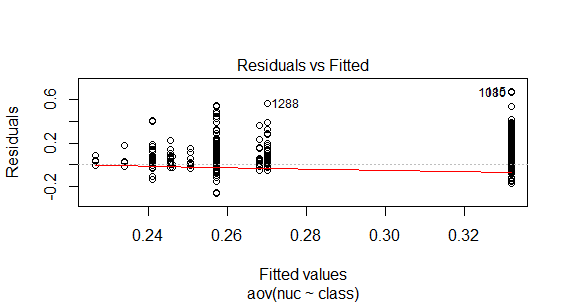 Residuals vs Fitted
Residuals
0.6
0.2
-0.2
1288
1080
0.24
0.26
0.28
0.30
0.32
Fitted values
aov(nuc ~ class)